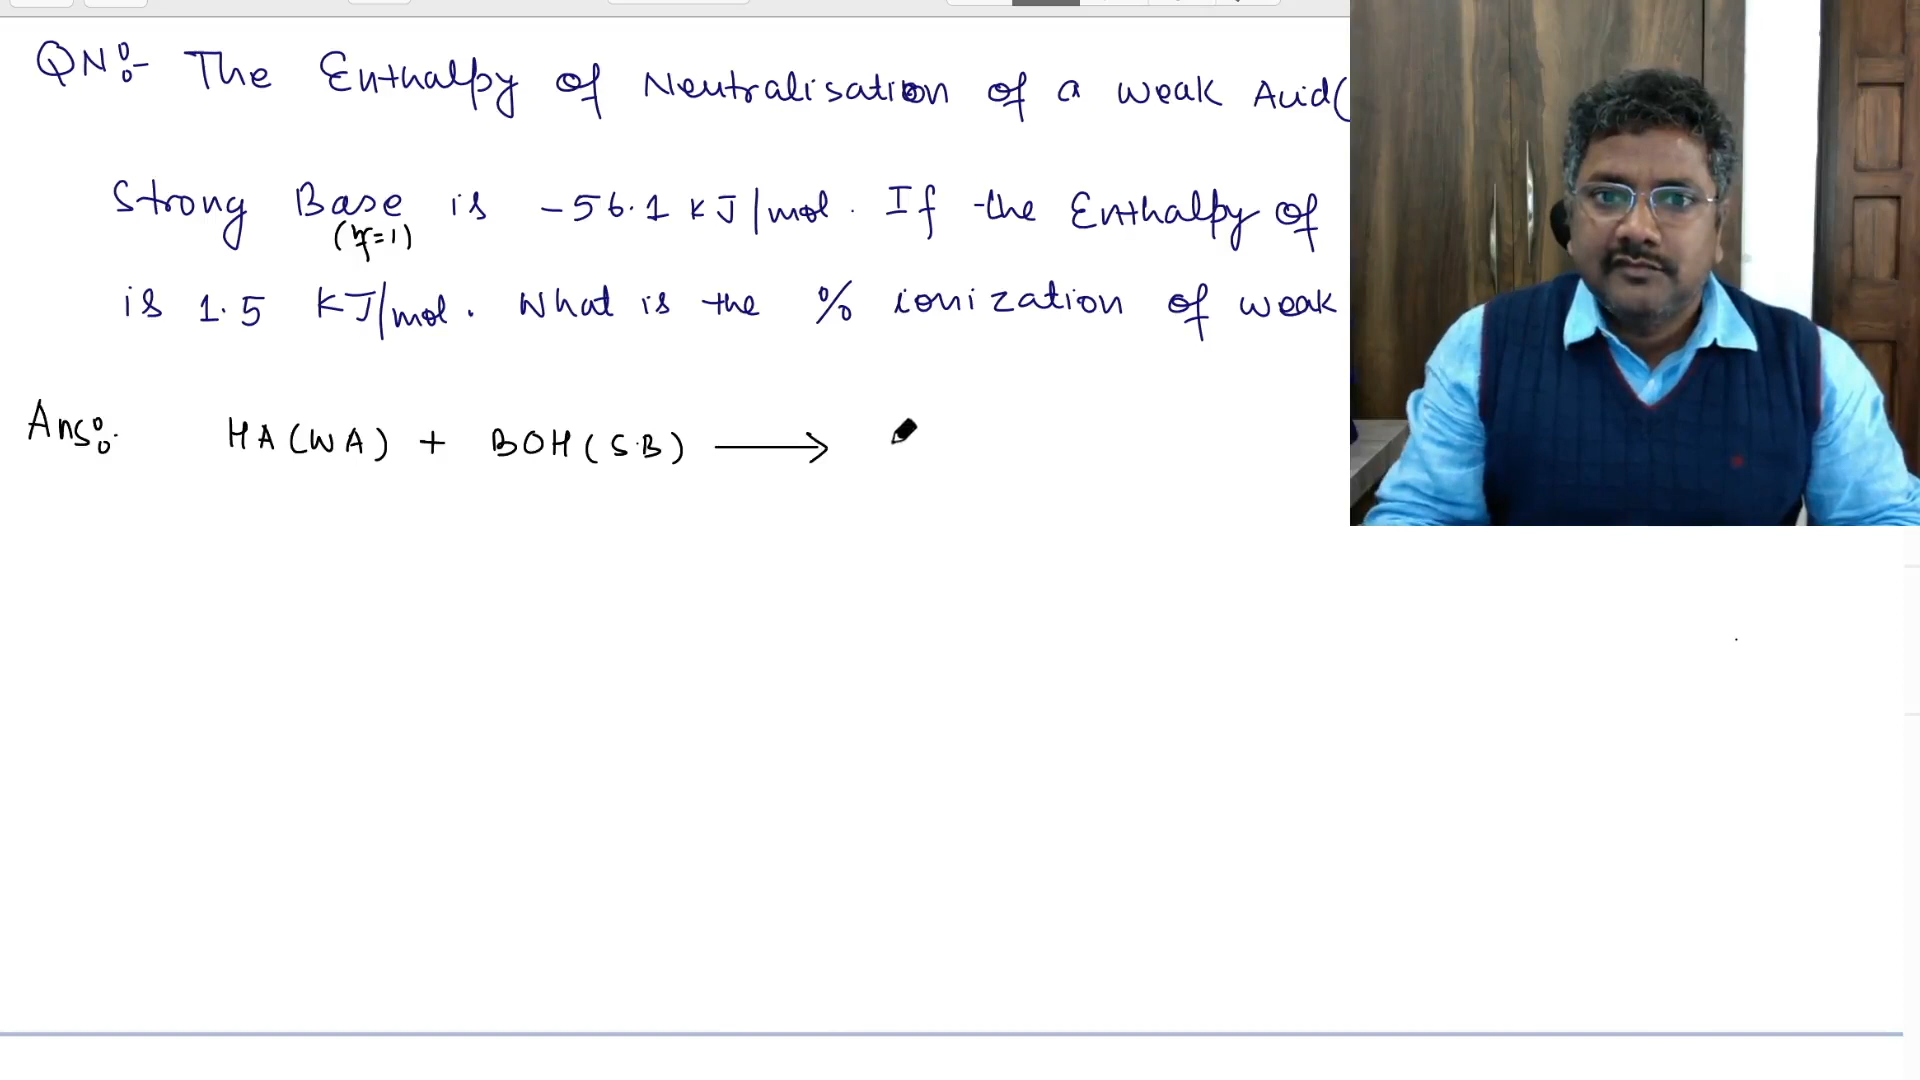 QN:- The Enthalpy of Neutralisation of a weak Acid(
Strong Base is -56.1 KJ/mol. If the Enthalpy of
(nf=1)
is 1.5 KJ/mol. What is the % ionization of weak
Ans:. HA(WA) + BOH(S.B) ⟶